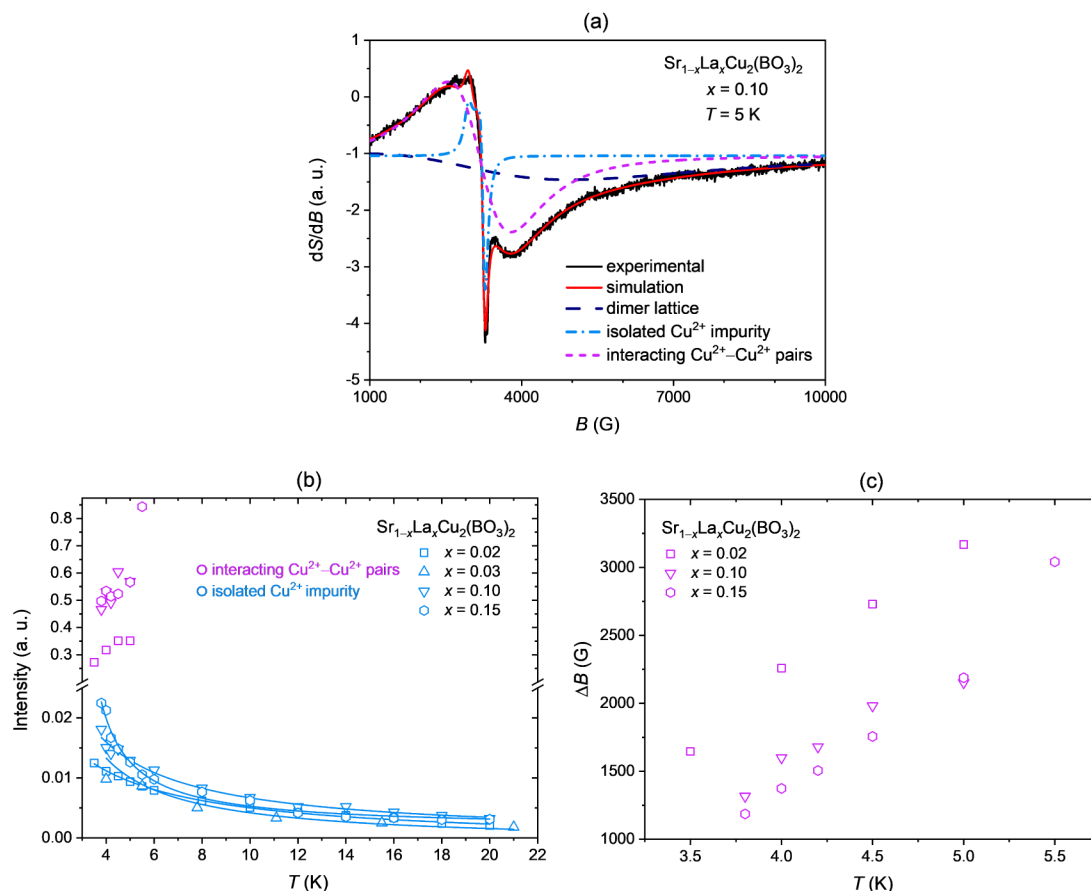 (a)
Sr₁₋ₓLaₓCu₂(BO₃)₂
x = 0.10
T = 5 K
1
0
-1
-2
-3
-4
-5
dS/dB (a. u.)
experimental
simulation
dimer lattice
isolated Cu²⁺ impurity
interacting Cu²⁺–Cu²⁺ pairs
1000 4000 7000 10000
B (G)
(b)
Sr₁₋ₓLaₓCu₂(BO₃)₂
interacting Cu²⁺–Cu²⁺ pairs
isolated Cu²⁺ impurity
x = 0.02
x = 0.03
x = 0.10
x = 0.15
0.8
0.7
0.6
0.5
0.4
0.3
0.02
0.01
0.00
Intensity (a. u.)
4 6 8 10 12 14 16 18 20 22
T (K)
(c)
Sr₁₋ₓLaₓCu₂(BO₃)₂
x = 0.02
x = 0.10
x = 0.15
3500
3000
2500
2000
1500
1000
ΔB (G)
3.5 4.0 4.5 5.0 5.5
T (K)